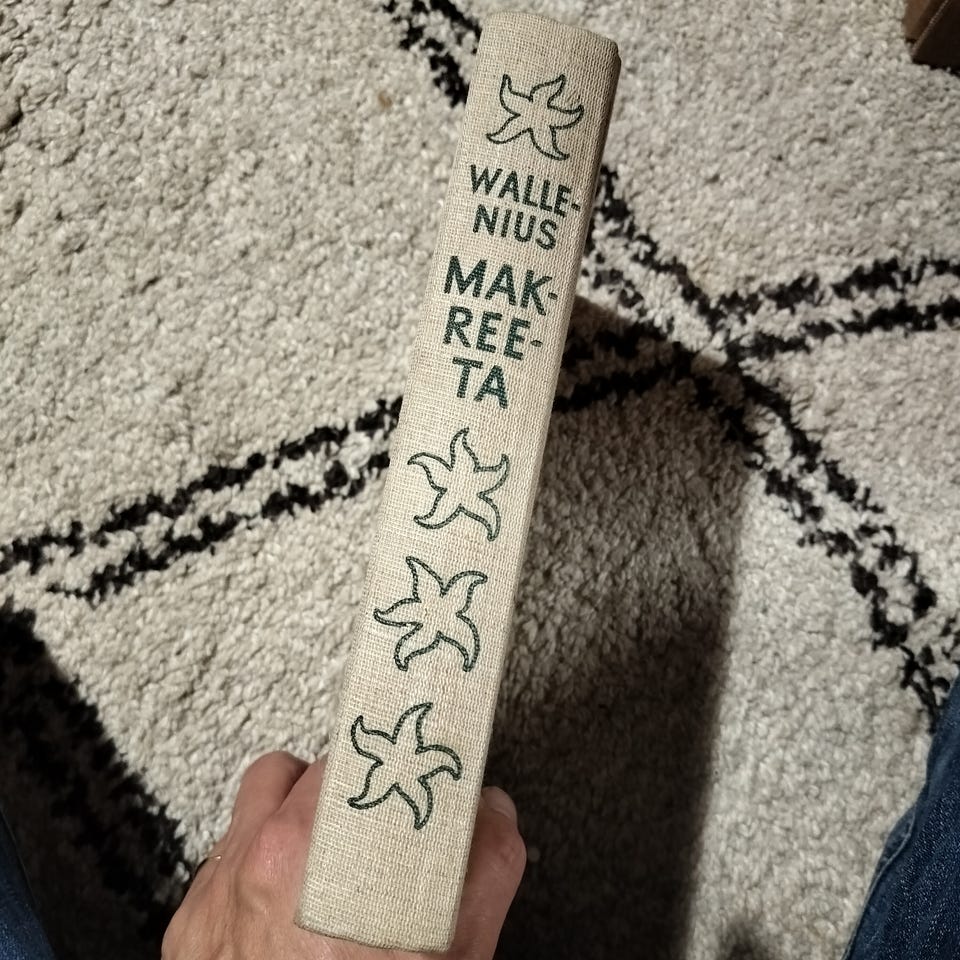 WALLE-
NIUS
MAK-
REE-
TA